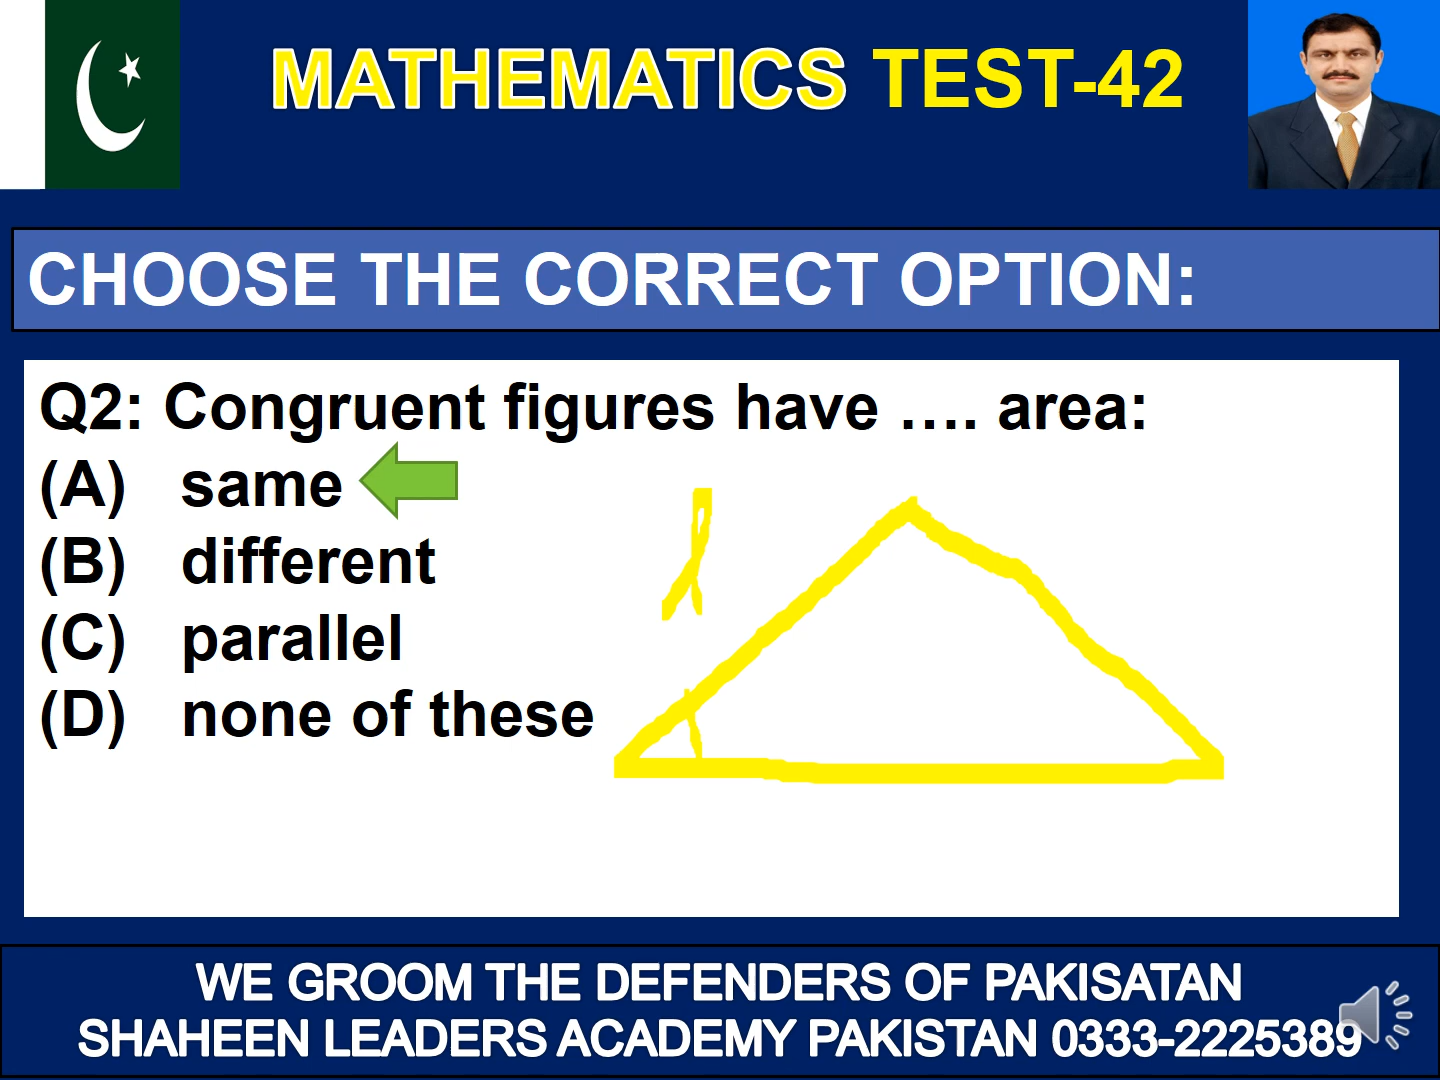 MATHEMATICS TEST-42
CHOOSE THE CORRECT OPTION:
Q2: Congruent figures have .... area:
(A) same
(B) different
(C) parallel
(D) none of these
WE GROOM THE DEFENDERS OF PAKISATAN
SHAHEEN LEADERS ACADEMY PAKISTAN 0333-2225389